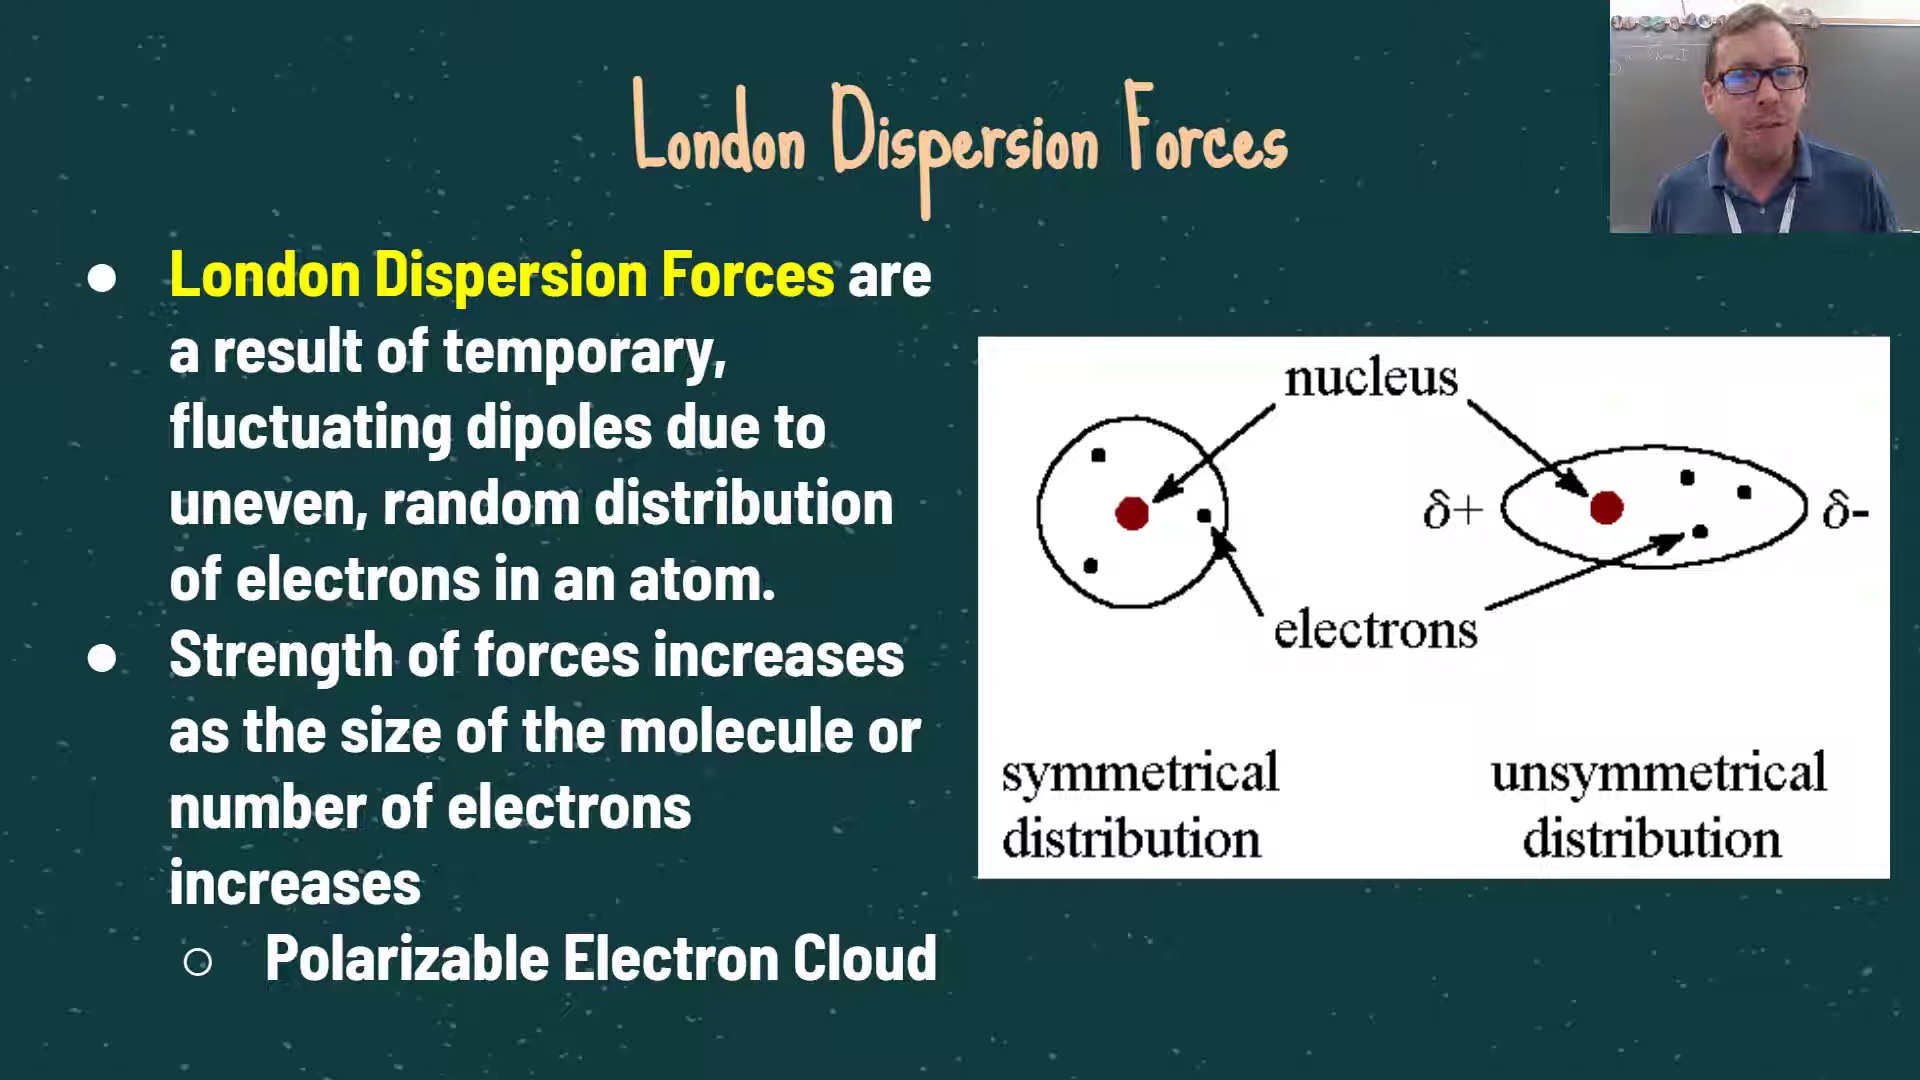 London Dispersion Forces
● London Dispersion Forces are
a result of temporary,
fluctuating dipoles due to
uneven, random distribution
of electrons in an atom.
● Strength of forces increases
as the size of the molecule or
number of electrons
increases
○ Polarizable Electron Cloud
nucleus
δ+
δ-
electrons
symmetrical
distribution
unsymmetrical
distribution